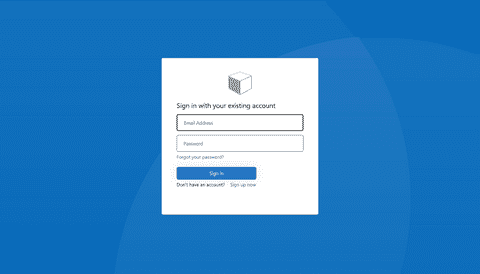 Sign in with your existing account
Email Address
Password
Forgot your password?
Sign in
Don't have an account? Sign up now